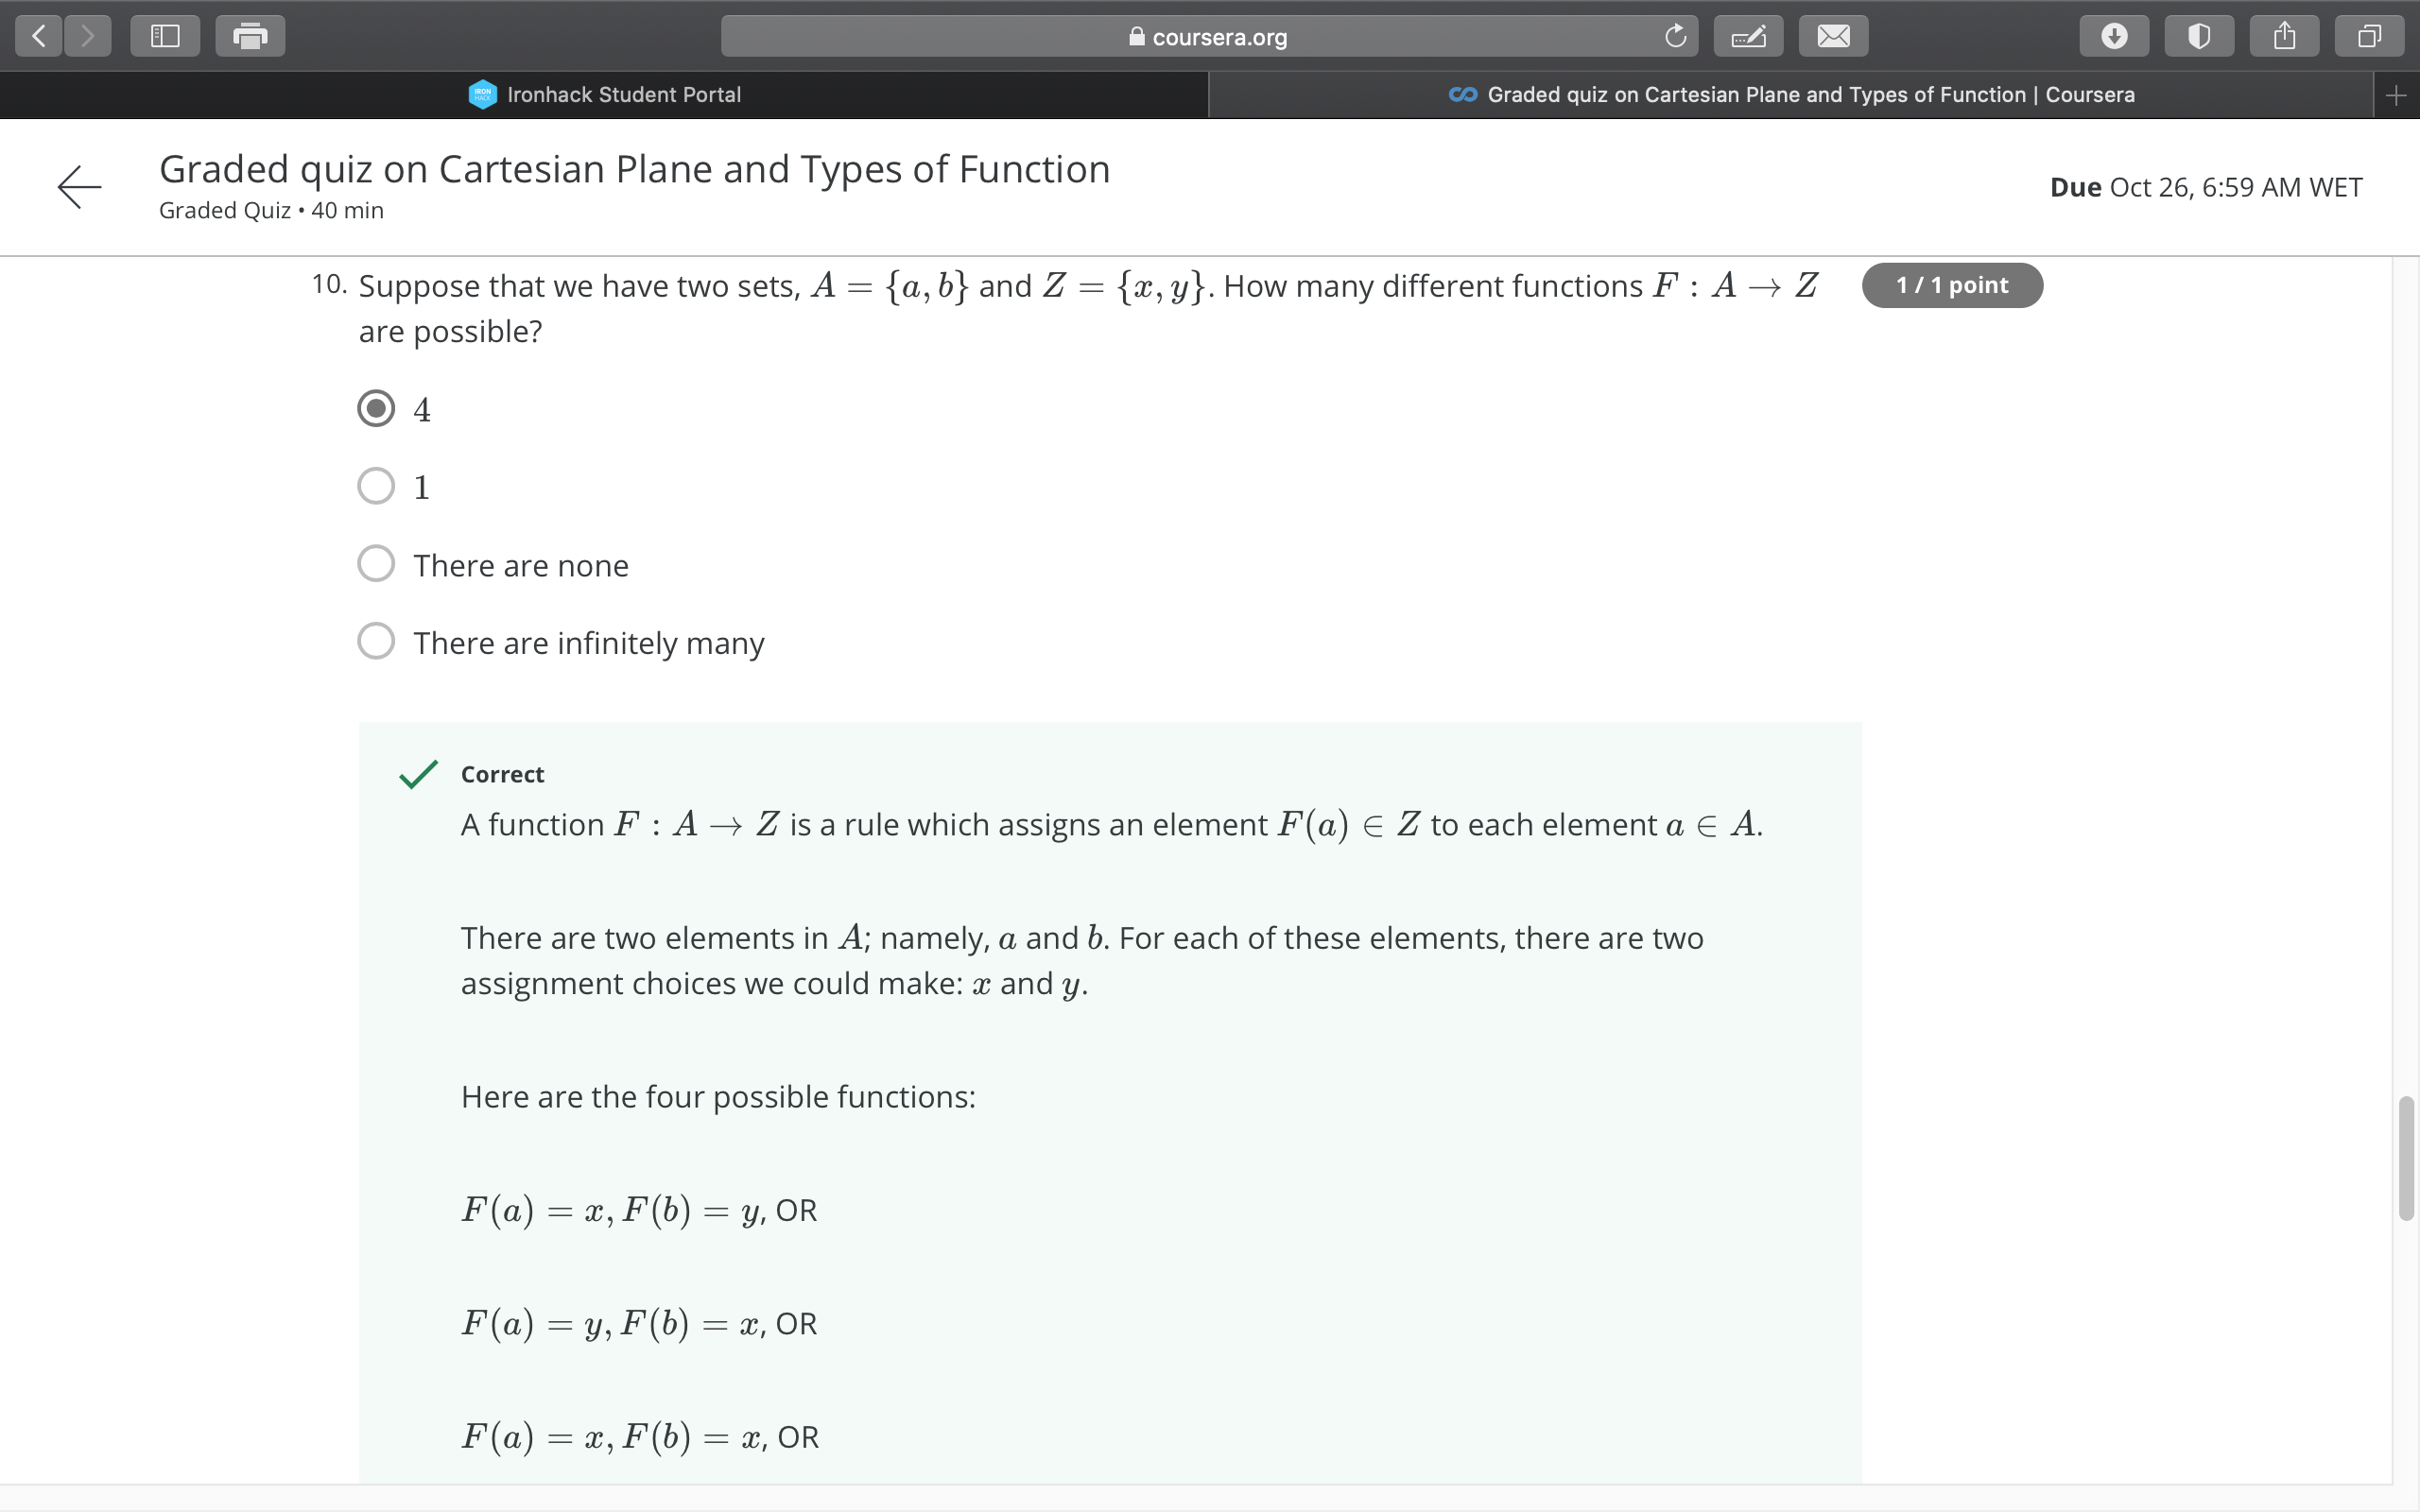 coursera.org
IRON
HACK
Ironhack Student Portal
Graded quiz on Cartesian Plane and Types of Function | Coursera
Graded quiz on Cartesian Plane and Types of Function
Graded Quiz • 40 min
Due Oct 26, 6:59 AM WET
10. Suppose that we have two sets, A = {a, b} and Z = {x, y}. How many different functions F : A → Z
are possible?
1 / 1 point
4
1
There are none
There are infinitely many
Correct
A function F : A → Z is a rule which assigns an element F(a) ∈ Z to each element a ∈ A.
There are two elements in A; namely, a and b. For each of these elements, there are two
assignment choices we could make: x and y.
Here are the four possible functions:
F(a) = x, F(b) = y, OR
F(a) = y, F(b) = x, OR
F(a) = x, F(b) = x, OR